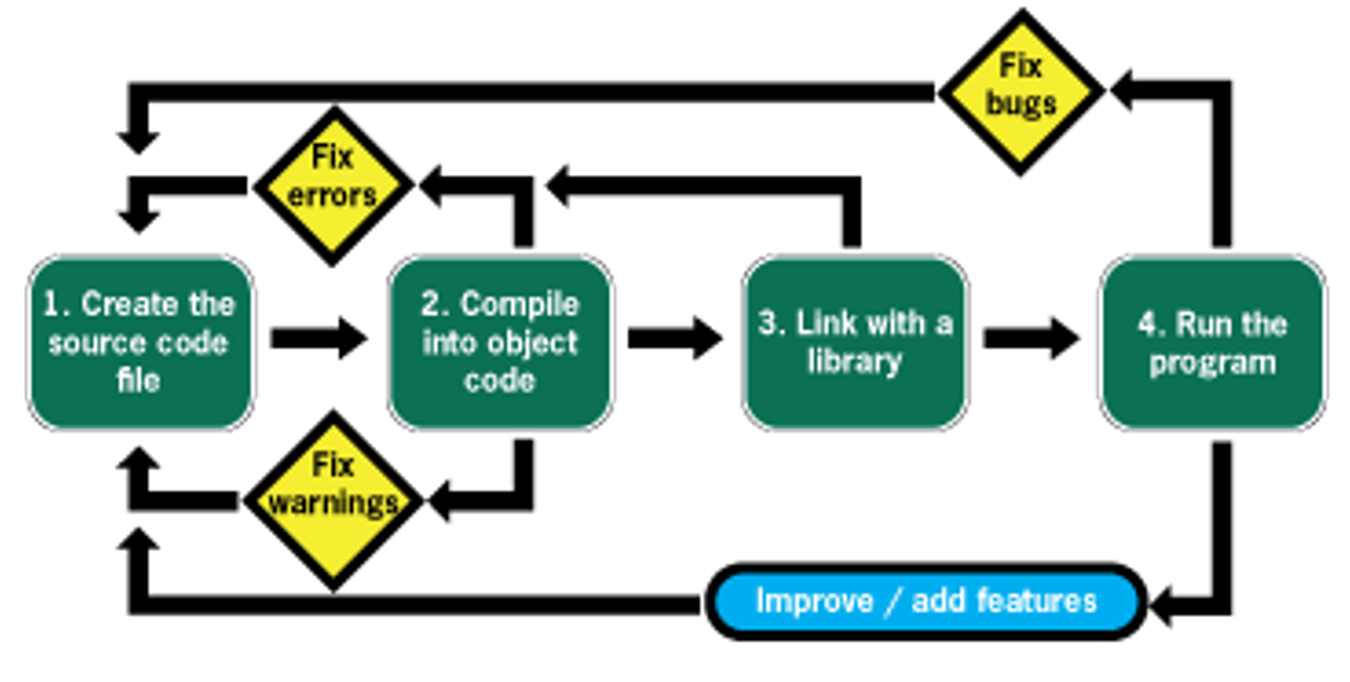 Fix
bugs
Fix
errors
1. Create the
source code
file
2. Compile
into object
code
3. Link with a
library
4. Run the
program
Fix
warnings
Improve / add features